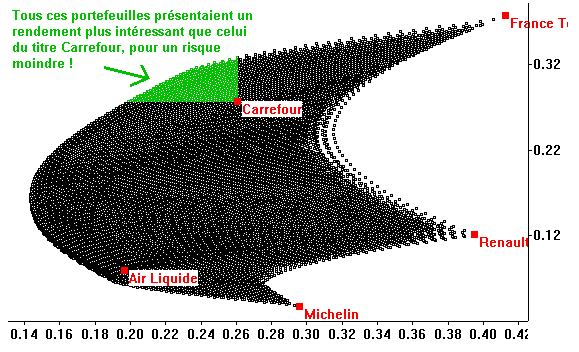 Tous ces portefeuilles présentaient un
rendement plus intéressant que celui
du titre Carrefour, pour un risque
moindre !
France Te
0.32
Carrefour
0.22
0.12
Renault
Air Liquide
Michelin
0.14 0.16 0.18 0.20 0.22 0.24 0.26 0.28 0.30 0.32 0.34 0.36 0.38 0.40 0.42